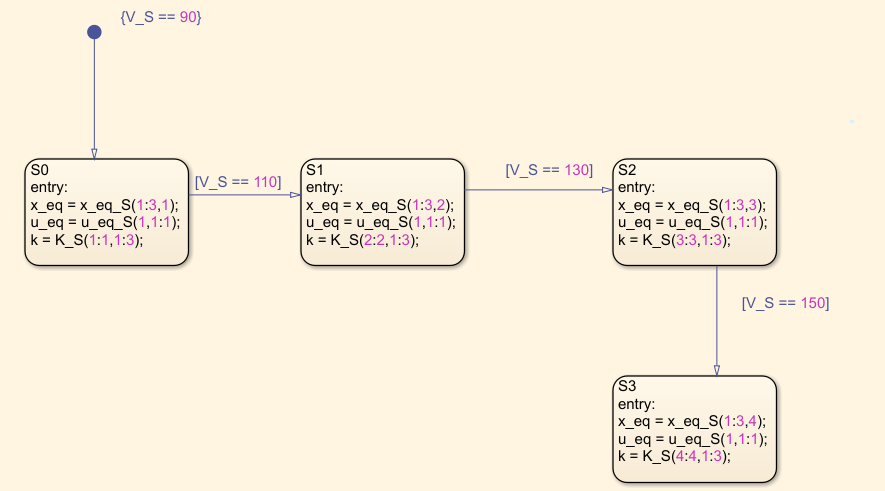 {V_S == 90}
S0
entry:
x_eq = x_eq_S(1:3,1);
u_eq = u_eq_S(1,1:1);
k = K_S(1:1,1:3);
[V_S == 110]
S1
entry:
x_eq = x_eq_S(1:3,2);
u_eq = u_eq_S(1,1:1);
k = K_S(2:2,1:3);
[V_S == 130]
S2
entry:
x_eq = x_eq_S(1:3,3);
u_eq = u_eq_S(1,1:1);
k = K_S(3:3,1:3);
[V_S == 150]
S3
entry:
x_eq = x_eq_S(1:3,4);
u_eq = u_eq_S(1,1:1);
k = K_S(4:4,1:3);